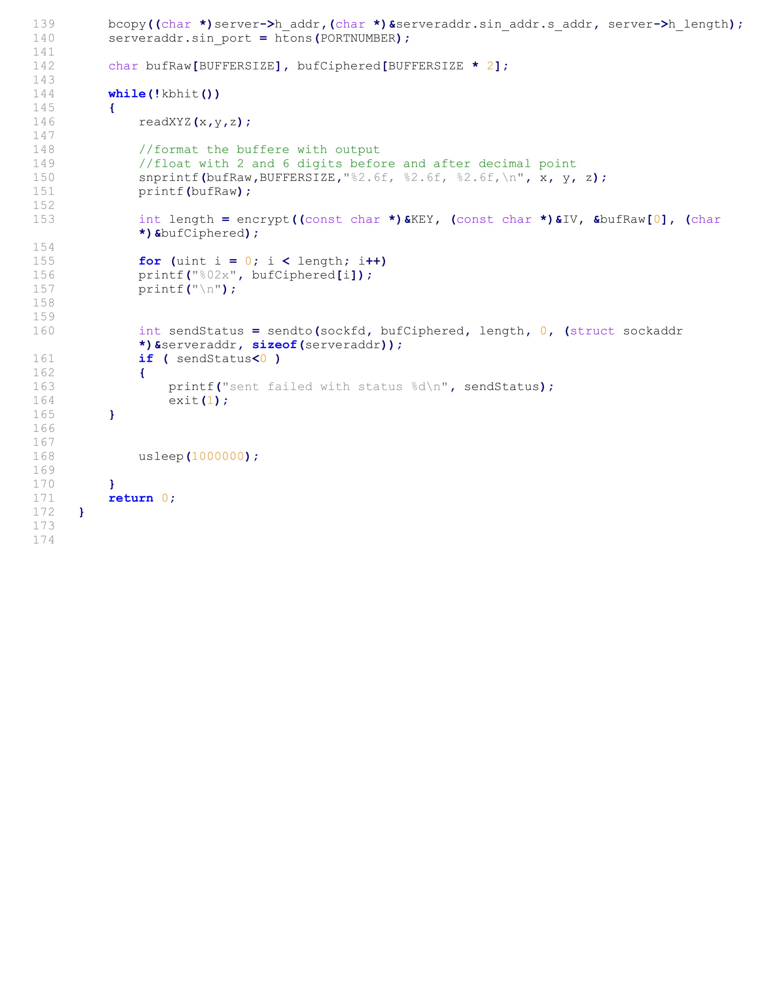 139 bcopy((char *)server->h_addr,(char *)&serveraddr.sin_addr.s_addr, server->h_length);
140 serveraddr.sin_port = htons(PORTNUMBER);
141
142 char bufRaw[BUFFERSIZE], bufCiphered[BUFFERSIZE * 2];
143
144 while(!kbhit())
145 {
146 readXYZ(x,y,z);
147
148 //format the buffere with output
149 //float with 2 and 6 digits before and after decimal point
150 snprintf(bufRaw,BUFFERSIZE,"%2.6f, %2.6f, %2.6f,\n", x, y, z);
151 printf(bufRaw);
152
153 int length = encrypt((const char *)&KEY, (const char *)&IV, &bufRaw[0], (char
*)&bufCiphered);
154
155 for (uint i = 0; i < length; i++)
156 printf("%02x", bufCiphered[i]);
157 printf("\n");
158
159
160 int sendStatus = sendto(sockfd, bufCiphered, length, 0, (struct sockaddr
*)&serveraddr, sizeof(serveraddr));
161 if ( sendStatus<0 )
162 {
163 printf("sent failed with status %d\n", sendStatus);
164 exit(1);
165 }
166
167
168 usleep(1000000);
169
170 }
171 return 0;
172 }
173
174